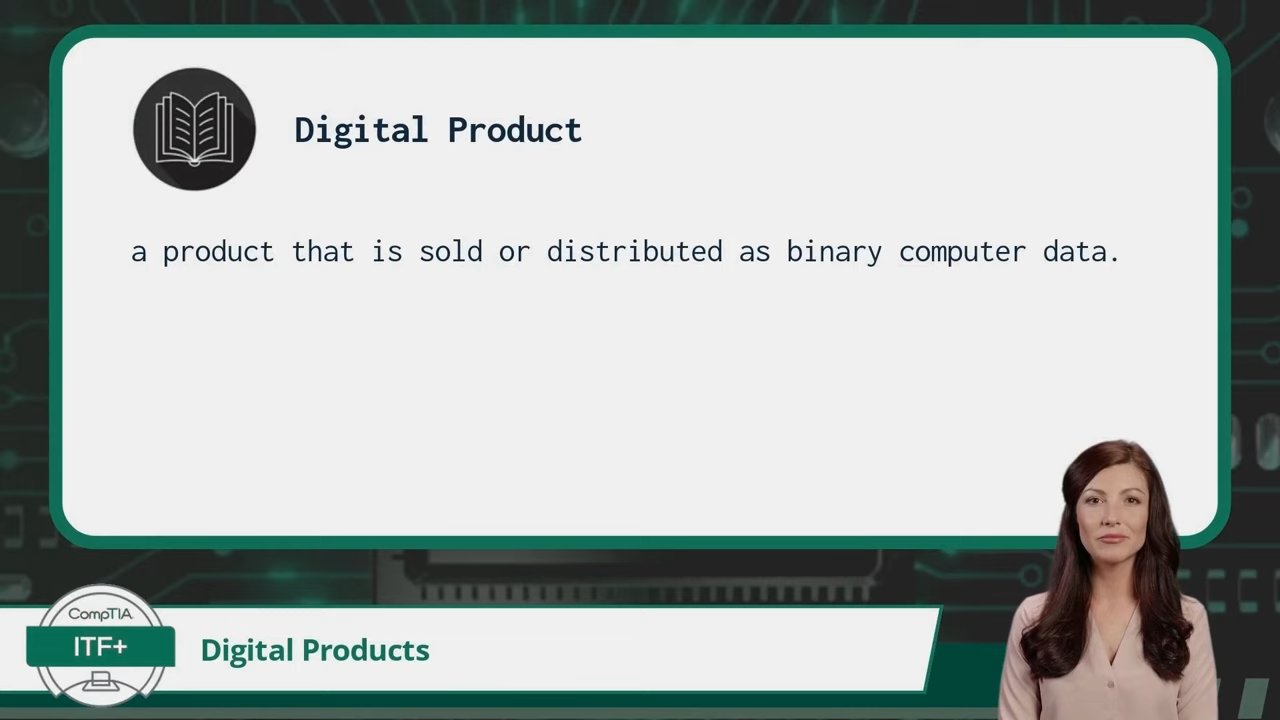 Digital Product
a product that is sold or distributed as binary computer data.
CompTIA
ITF+
Digital Products